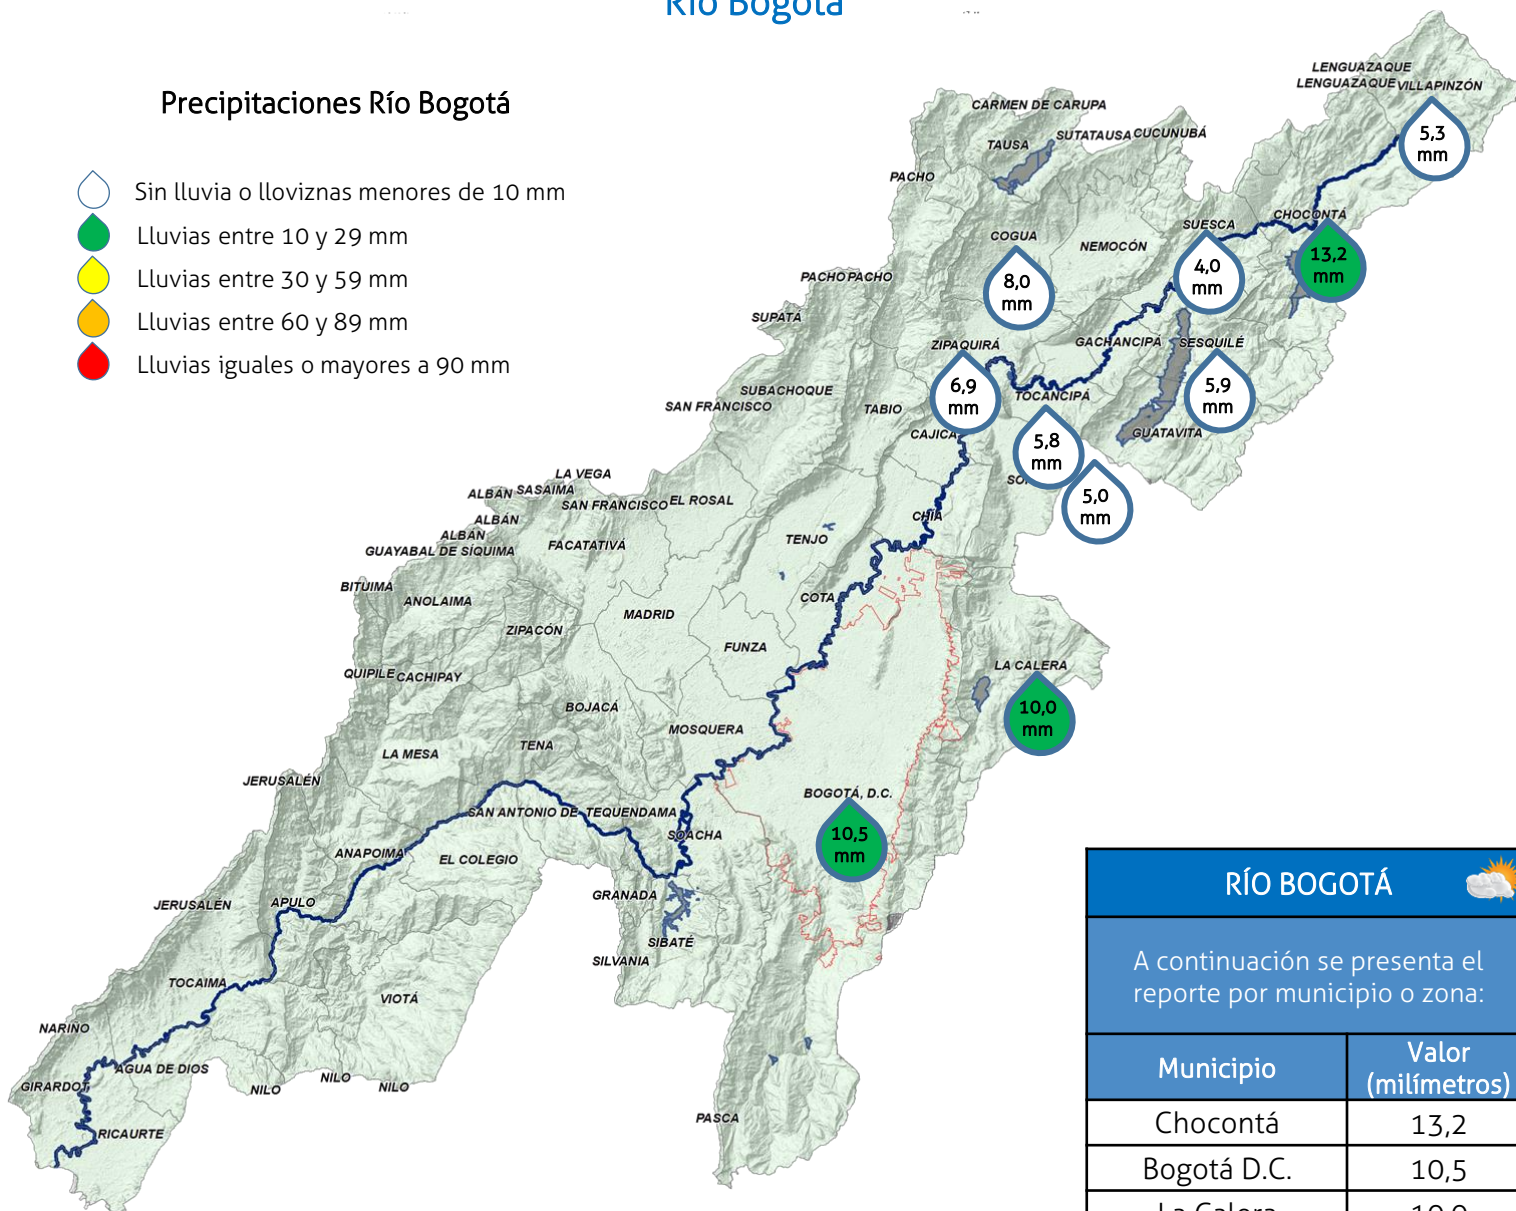 Río Bogotá
Precipitaciones Río Bogotá
Sin lluvia o lloviznas menores de 10 mm
Lluvias entre 10 y 29 mm
Lluvias entre 30 y 59 mm
Lluvias entre 60 y 89 mm
Lluvias iguales o mayores a 90 mm
LENGUAZAQUE
LENGUAZAQUE
VILLAPINZÓN
5,3
mm
CARMEN DE CARUPA
SUTATAUSA
CUCUNUBÁ
TAUSA
PACHO
CHOCONTÁ
13,2
mm
SUESCA
4,0
mm
COGUA
8,0
mm
NEMOCÓN
PACHO
PACHO
SUPATÁ
ZIPAQUIRÁ
6,9
mm
GACHANCIPÁ
SESQUILÉ
5,9
mm
SUBACHOQUE
SAN FRANCISCO
TABIO
TOCANCIPÁ
5,8
mm
CAJICÁ
GUATAVITA
5,0
mm
LA VEGA
ALBÁN
SASAIMA
SAN FRANCISCO
EL ROSAL
ALBÁN
ALBÁN
GUAYABAL DE SÍQUIMA
FACATATIVÁ
TENJO
CHÍA
BITUIMA
ANOLAIMA
COTA
MADRID
ZIPACÓN
FUNZA
LA CALERA
10,0
mm
QUIPILE
CACHIPAY
BOJACÁ
MOSQUERA
TENA
LA MESA
JERUSALÉN
BOGOTÁ, D.C.
10,5
mm
SAN ANTONIO DE TEQUENDAMA
SOACHA
ANAPOIMA
EL COLEGIO
GRANADA
JERUSALÉN
APULO
SIBATÉ
SILVANIA
TOCAIMA
VIOTÁ
NARIÑO
AGUA DE DIOS
GIRARDOT
NILO
NILO
NILO
RICAURTE
PASCA
RÍO BOGOTÁ
A continuación se presenta el
reporte por municipio o zona:
Municipio
Valor
(milímetros)
Chocontá 13,2
Bogotá D.C. 10,5
La Calera 10,0